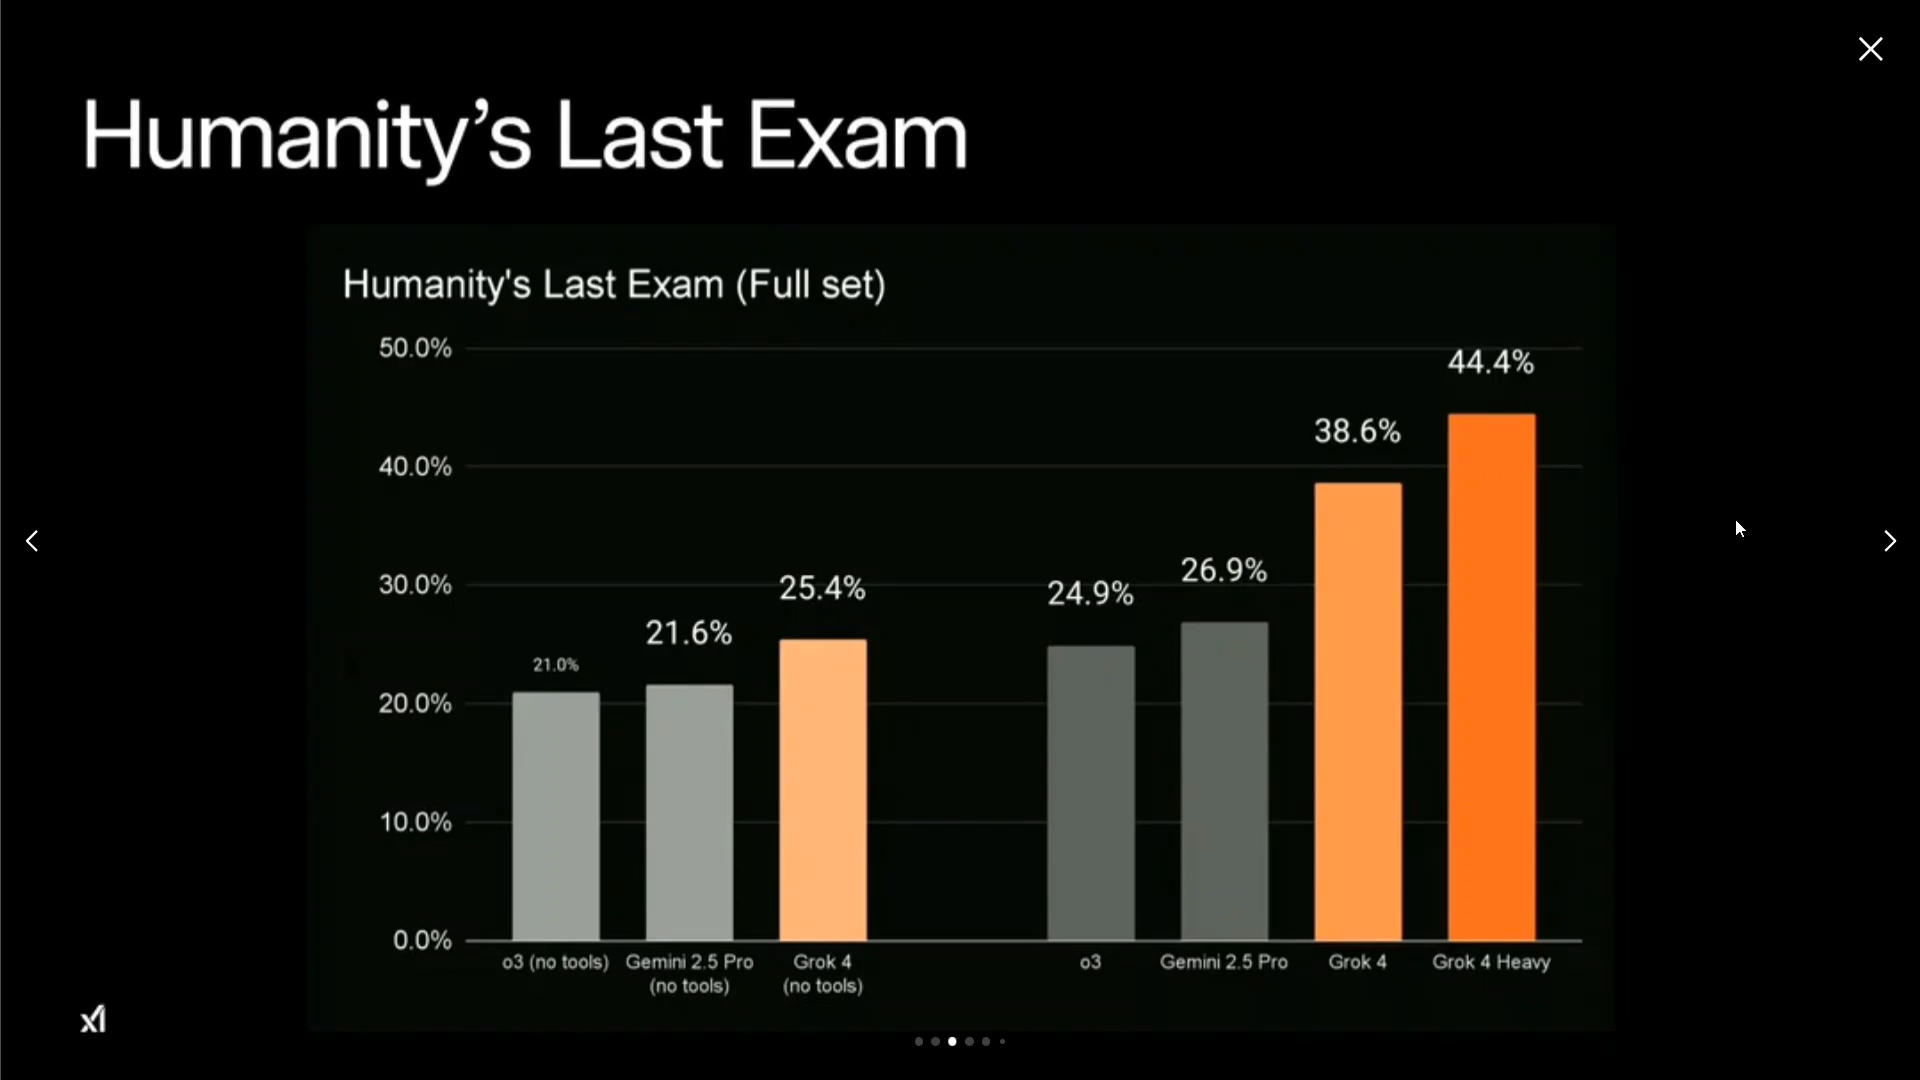 Humanity’s Last Exam
Humanity's Last Exam (Full set)
50.0%
40.0%
30.0%
20.0%
10.0%
0.0%
21.0%
21.6%
25.4%
24.9%
26.9%
38.6%
44.4%
o3 (no tools)
Gemini 2.5 Pro
(no tools)
Grok 4
(no tools)
o3
Gemini 2.5 Pro
Grok 4
Grok 4 Heavy
xI